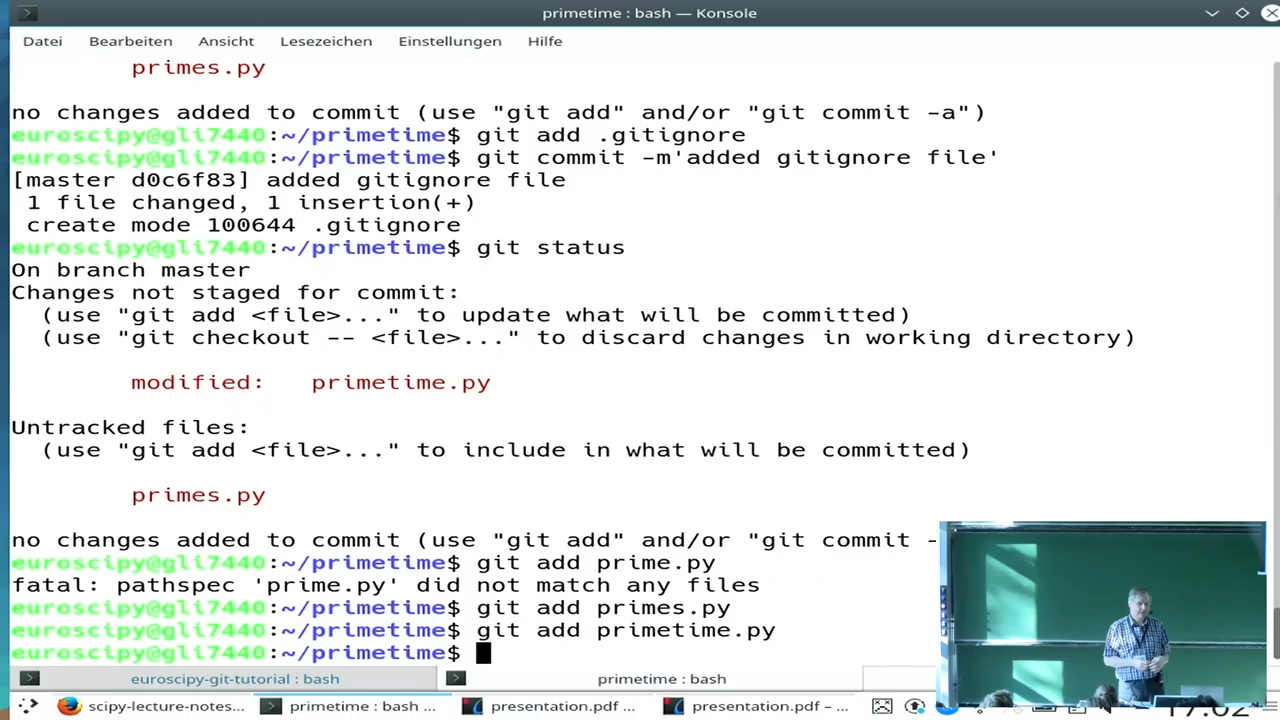 primetime : bash — Konsole
Datei Bearbeiten Ansicht Lesezeichen Einstellungen Hilfe
primes.py
no changes added to commit (use "git add" and/or "git commit -a")
euroscipy@gli7440:~/primetime$ git add .gitignore
euroscipy@gli7440:~/primetime$ git commit -m'added gitignore file'
[master d0c6f83] added gitignore file
1 file changed, 1 insertion(+)
create mode 100644 .gitignore
euroscipy@gli7440:~/primetime$ git status
On branch master
Changes not staged for commit:
(use "git add <file>..." to update what will be committed)
(use "git checkout -- <file>..." to discard changes in working directory)
modified: primetime.py
Untracked files:
(use "git add <file>..." to include in what will be committed)
primes.py
no changes added to commit (use "git add" and/or "git commit -
euroscipy@gli7440:~/primetime$ git add prime.py
fatal: pathspec 'prime.py' did not match any files
euroscipy@gli7440:~/primetime$ git add primes.py
euroscipy@gli7440:~/primetime$ git add primetime.py
euroscipy@gli7440:~/primetime$
euroscipy-git-tutorial : bash primetime : bash
scipy-lecture-notes... primetime : bash ... presentation.pdf ... presentation.pdf – ...